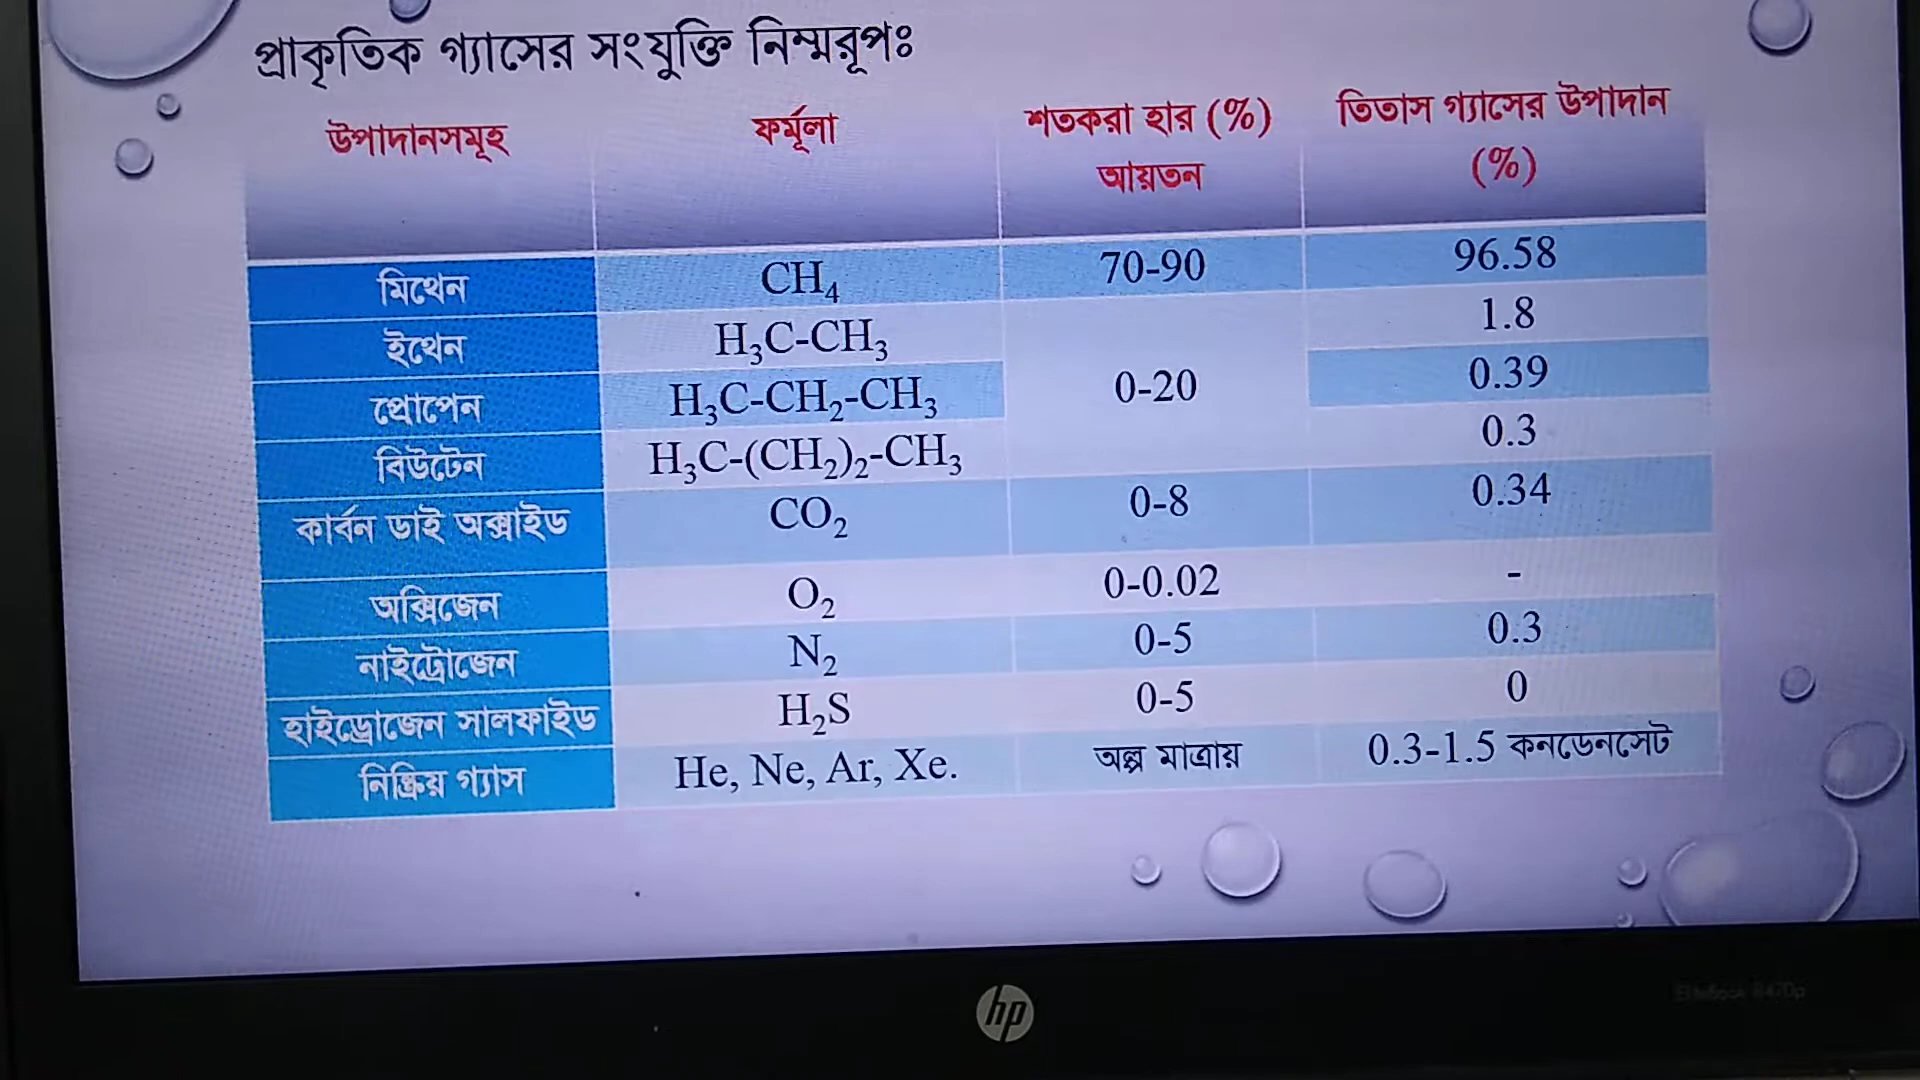 প্রাকৃতিক গ্যাসের সংযুক্তি নিম্মরূপঃ
উপাদানসমূহ ফর্মূলা শতকরা হার (%) আয়তন তিতাস গ্যাসের উপাদান (%)
মিথেন CH₄ 70-90 96.58
ইথেন H₃C-CH₃ 0-20 1.8
প্রোপেন H₃C-CH₂-CH₃ 0.39
বিউটেন H₃C-(CH₂)₂-CH₃ 0.3
কার্বন ডাই অক্সাইড CO₂ 0-8 0.34
অক্সিজেন O₂ 0-0.02 -
নাইট্রোজেন N₂ 0-5 0.3
হাইড্রোজেন সালফাইড H₂S 0-5 0
নিষ্ক্রিয় গ্যাস He, Ne, Ar, Xe. অল্প মাত্রায় 0.3-1.5 কনডেনসেট
hp
EliteBook 8470p